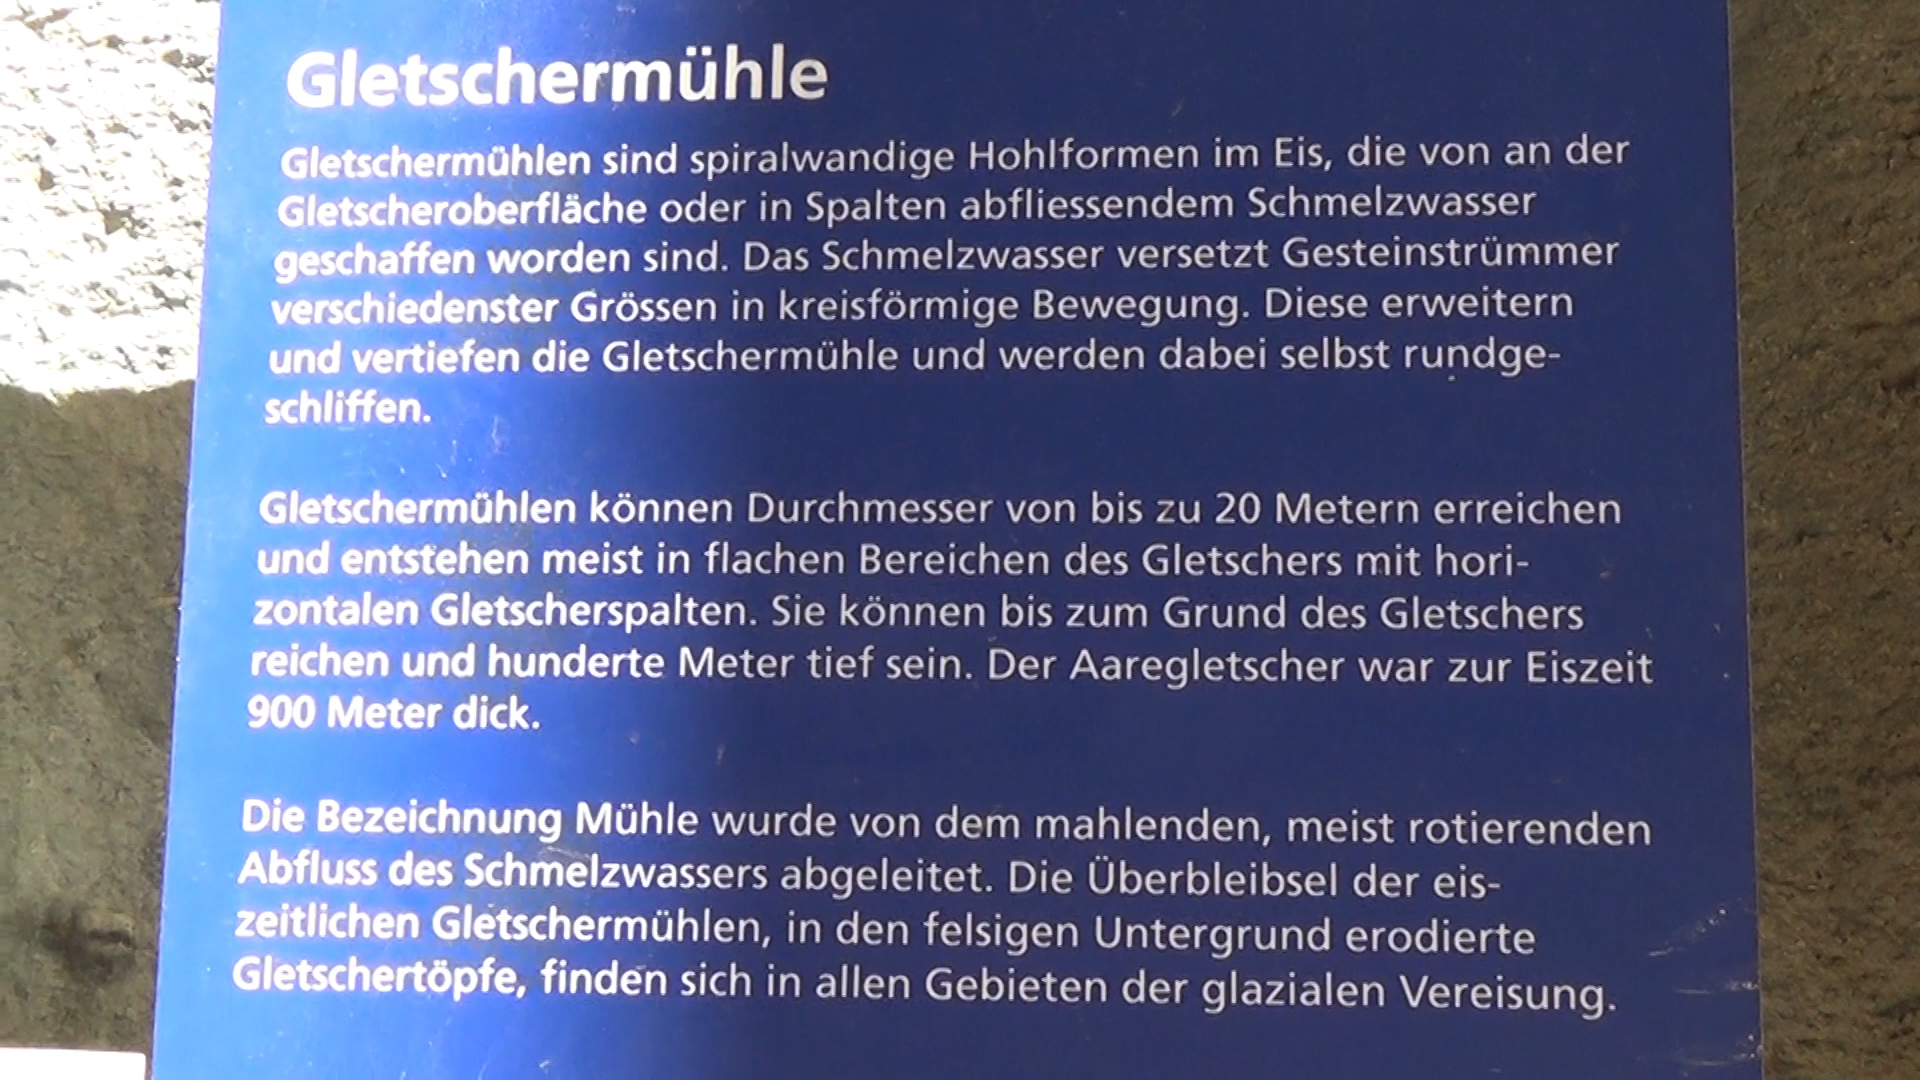 Gletschermühle
Gletschermühlen sind spiralwandige Hohlformen im Eis, die von an der
Gletscheroberfläche oder in Spalten abfliessendem Schmelzwasser
geschaffen worden sind. Das Schmelzwasser versetzt Gesteinstrümmer
verschiedenster Grössen in kreisförmige Bewegung. Diese erweitern
und vertiefen die Gletschermühle und werden dabei selbst rundge-
schliffen.
Gletschermühlen können Durchmesser von bis zu 20 Metern erreichen
und entstehen meist in flachen Bereichen des Gletschers mit hori-
zontalen Gletscherspalten. Sie können bis zum Grund des Gletschers
reichen und hunderte Meter tief sein. Der Aaregletscher war zur Eiszeit
900 Meter dick.
Die Bezeichnung Mühle wurde von dem mahlenden, meist rotierenden
Abfluss des Schmelzwassers abgeleitet. Die Überbleibsel der eis-
zeitlichen Gletschermühlen, in den felsigen Untergrund erodierte
Gletschertöpfe, finden sich in allen Gebieten der glazialen Vereisung.